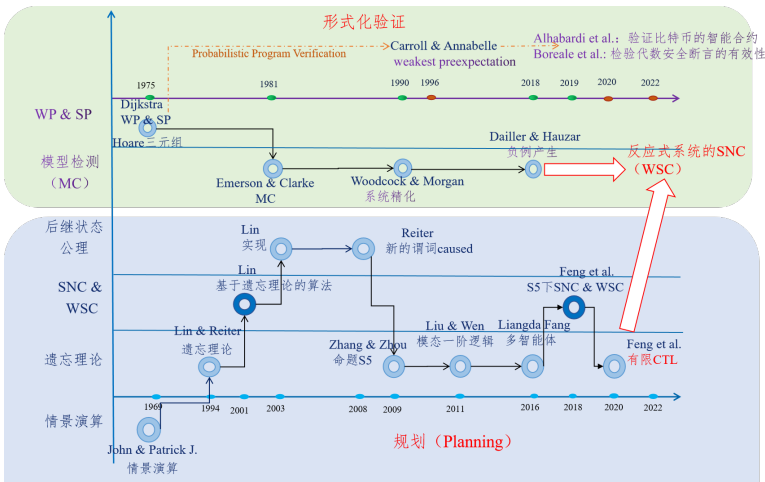 形式化验证
Probabilistic Program Verification
Carroll & Annabelle
weakest preexpectation
Alhabardi et al.：验证比特币的智能合约
Boreale et al.: 检验代数安全断言的有效性
1975
1981
1990
1996
2018
2019
2020
2022
WP & SP
Dijkstra
WP & SP
Hoare三元组
模型检测
（MC）
Emerson & Clarke
MC
Woodcock & Morgan
系统精化
Dailler & Hauzar
负例产生
反应式系统的SNC
（WSC）
后继状态
公理
Lin
实现
Reiter
新的谓词caused
SNC &
WSC
Lin
基于遗忘理论的算法
Feng et al.
S5下SNC & WSC
遗忘理论
Lin & Reiter
遗忘理论
Zhang & Zhou
命题S5
Liu & Wen
模态一阶逻辑
Liangda Fang
多智能体
Feng et al.
有限CTL
1969
1994
2001
2003
2008
2009
2011
2016
2018
2020
2022
情景演算
John & Patrick J.
情景演算
规划（Planning）